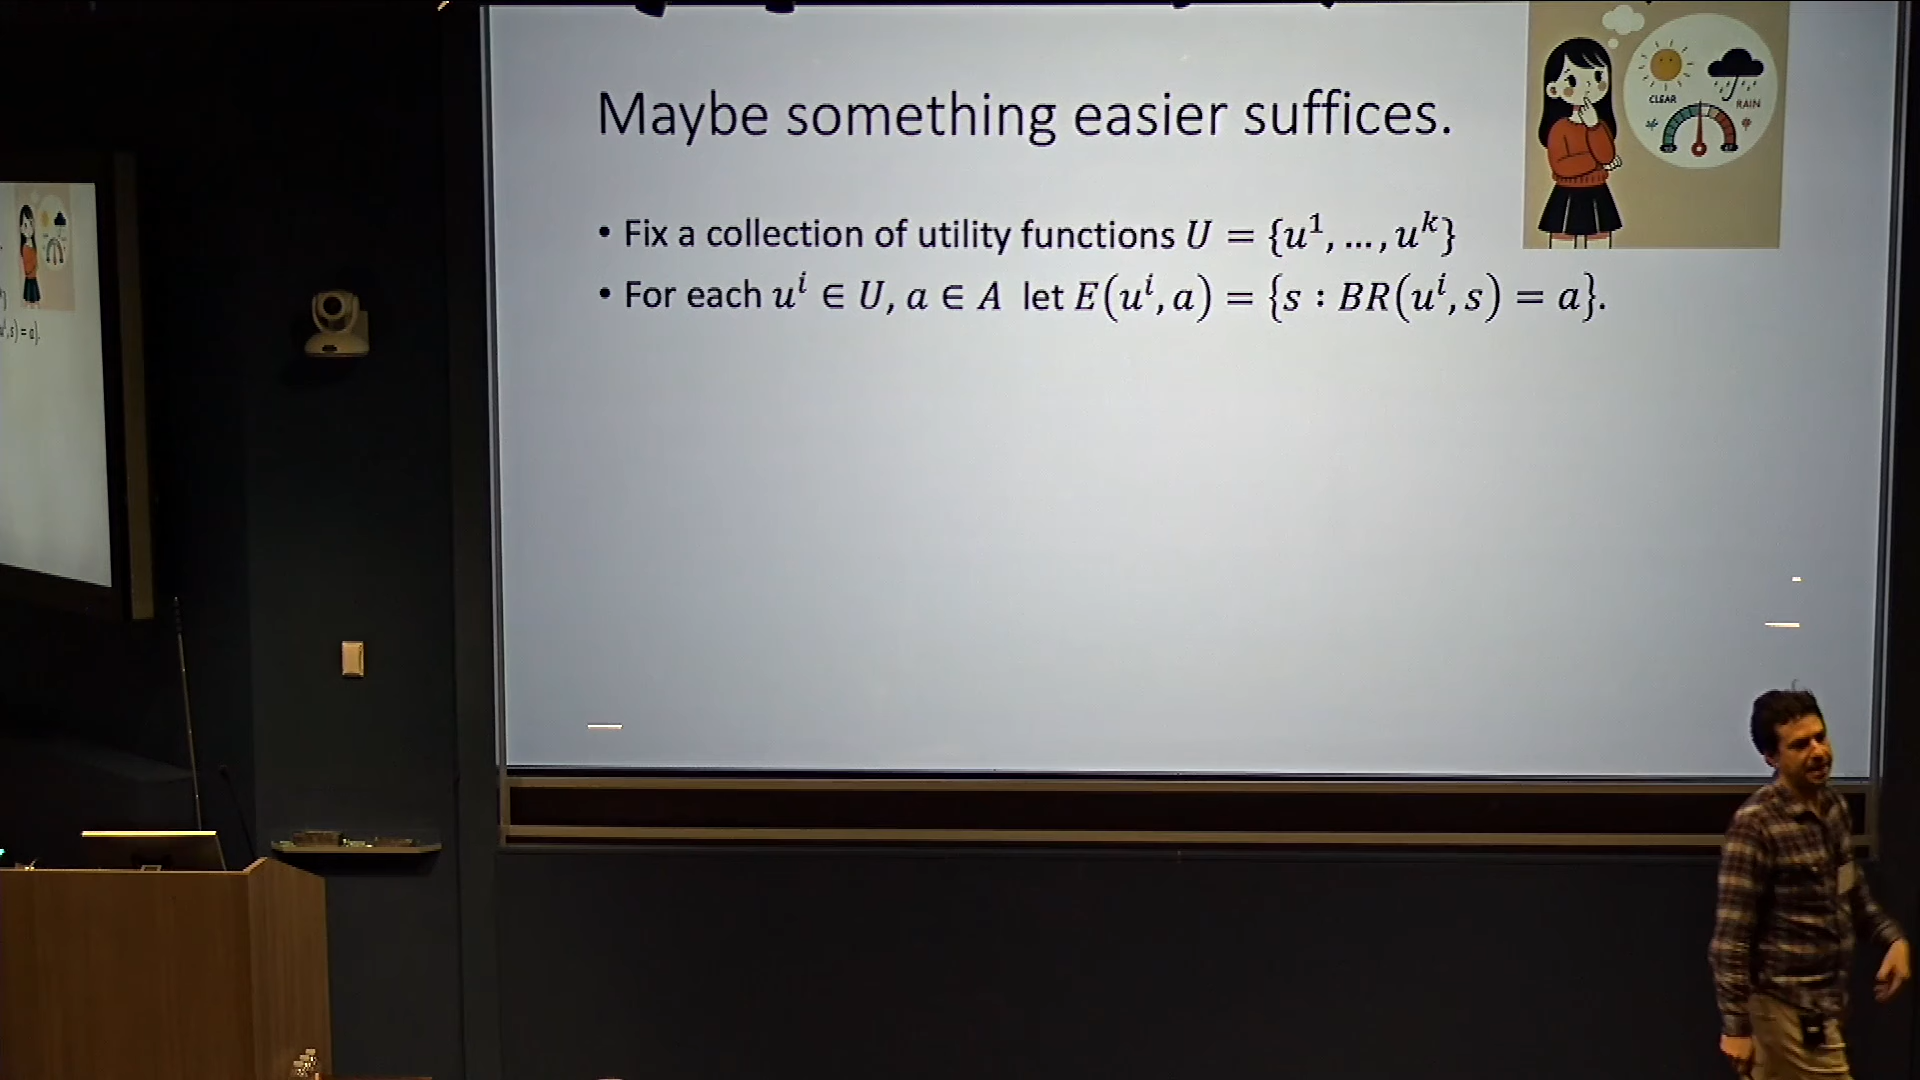 Maybe something easier suffices.
CLEAR
RAIN
• Fix a collection of utility functions U = {u¹, …, uᵏ}
• For each uⁱ ∈ U, a ∈ A let E(uⁱ, a) = {s : BR(uⁱ, s) = a}.
, s) = a}.